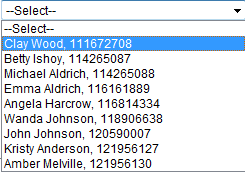 --Select--
--Select--
Clay Wood, 111672708
Betty Ishoy, 114265087
Michael Aldrich, 114265088
Emma Aldrich, 116161889
Angela Harcrow, 116814334
Wanda Johnson, 118906638
John Johnson, 120590007
Kristy Anderson, 121956127
Amber Melville, 121956130